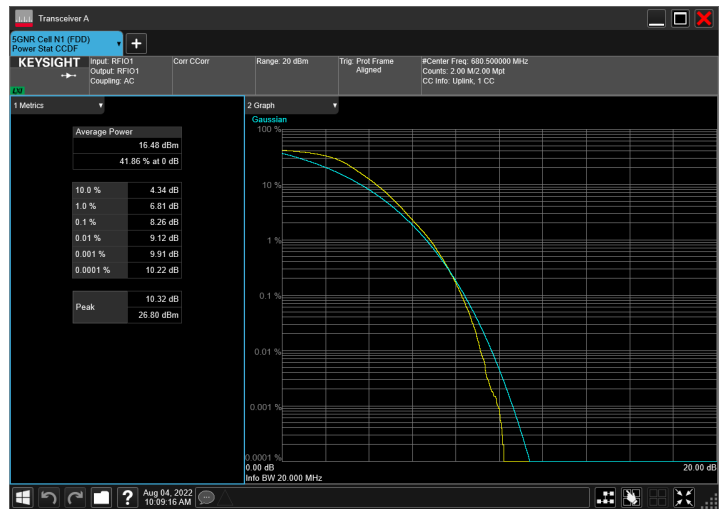 Transceiver A
5GNR Cell N1 (FDD)
Power Stat CCDF
KEYSIGHT
LXI
Input: RFIO1
Output: RFIO1
Coupling: AC
Corr CCorr
Range: 20 dBm
Trig: Prot Frame
Aligned
#Center Freq: 680.500000 MHz
Counts: 2.00 M/2.00 Mpt
CC Info: Uplink, 1 CC
1 Metrics
Average Power
16.48 dBm
41.86 % at 0 dB
10.0 % 4.34 dB
1.0 % 6.81 dB
0.1 % 8.26 dB
0.01 % 9.12 dB
0.001 % 9.91 dB
0.0001 % 10.22 dB
Peak
10.32 dB
26.80 dBm
2 Graph
Gaussian
100 %
10 %
1 %
0.1 %
0.01 %
0.001 %
0.0001 %
0.00 dB
20.00 dB
Info BW 20.000 MHz
?
Aug 04, 2022
10:09:16 AM